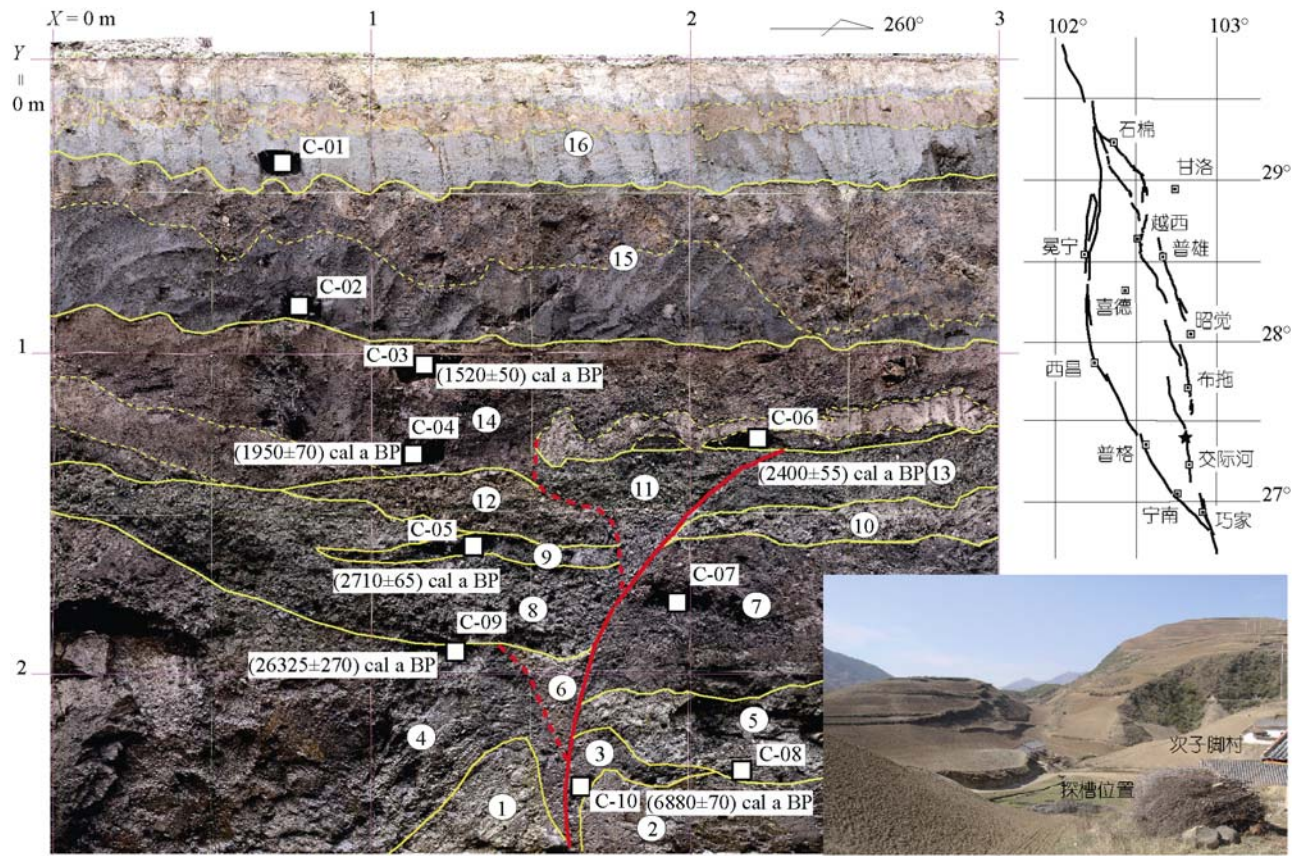 X = 0 m
1
2
260°
3
Y
=
0 m
C-01
16
15
C-02
1
C-03
(1520±50) cal a BP
14
C-04
C-06
(1950±70) cal a BP
(2400±55) cal a BP
13
11
12
10
C-05
9
(2710±65) cal a BP
C-07
8
7
C-09
(26325±270) cal a BP
2
6
5
4
3
C-08
C-10
(6880±70) cal a BP
1
2
102°
103°
石棉
甘洛
29°
越西
冕宁
普雄
喜德
昭觉
28°
西昌
布拖
普格
交际河
27°
宁南
巧家
次子脚村
探槽位置